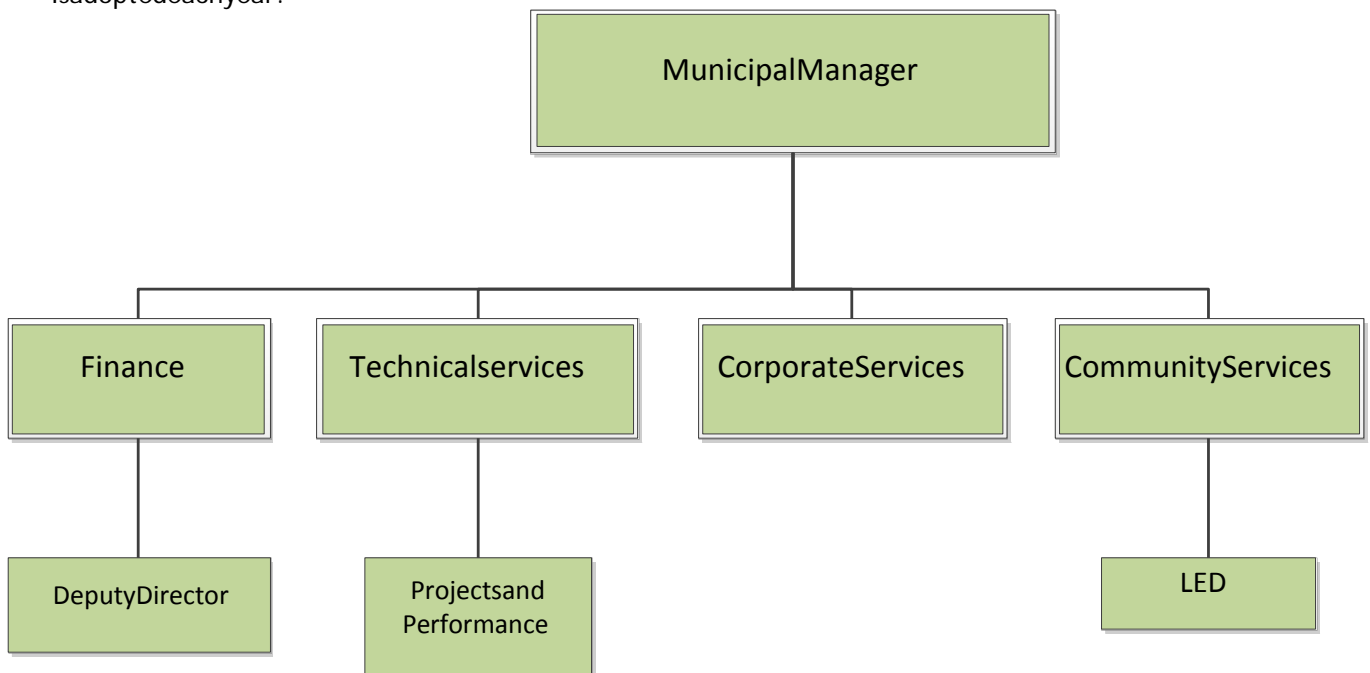 MunicipalManager
Finance
Technicalservices
CorporateServices
CommunityServices
DeputyDirector
Projectsand
Performance
LED